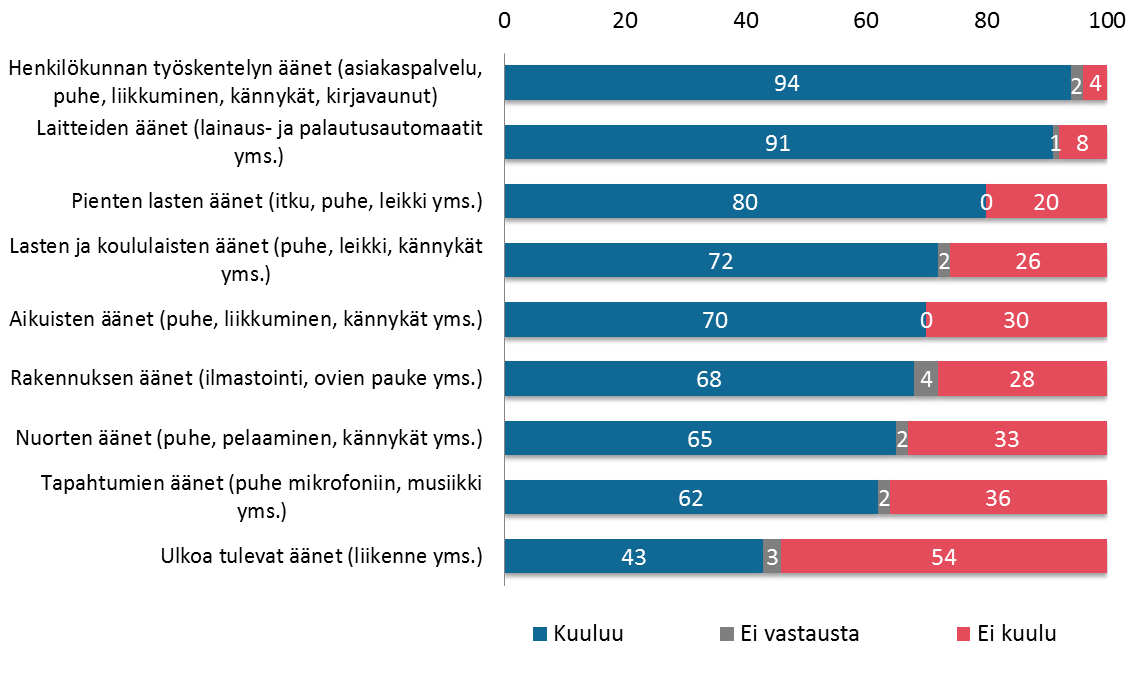 0 20 40 60 80 100
Henkilökunnan työskentelyn äänet (asiakaspalvelu,
puhe, liikkuminen, kännykät, kirjavaunut)
94 2 4
Laitteiden äänet (lainaus- ja palautusautomaatit
yms.)
91 1 8
Pienten lasten äänet (itku, puhe, leikki yms.)
80 0 20
Lasten ja koululaisten äänet (puhe, leikki, kännykät
yms.)
72 2 26
Aikuisten äänet (puhe, liikkuminen, kännykät yms.)
70 0 30
Rakennuksen äänet (ilmastointi, ovien pauke yms.)
68 4 28
Nuorten äänet (puhe, pelaaminen, kännykät yms.)
65 2 33
Tapahtumien äänet (puhe mikrofoniin, musiikki
yms.)
62 2 36
Ulkoa tulevat äänet (liikenne yms.)
43 3 54
Kuuluu Ei vastausta Ei kuulu